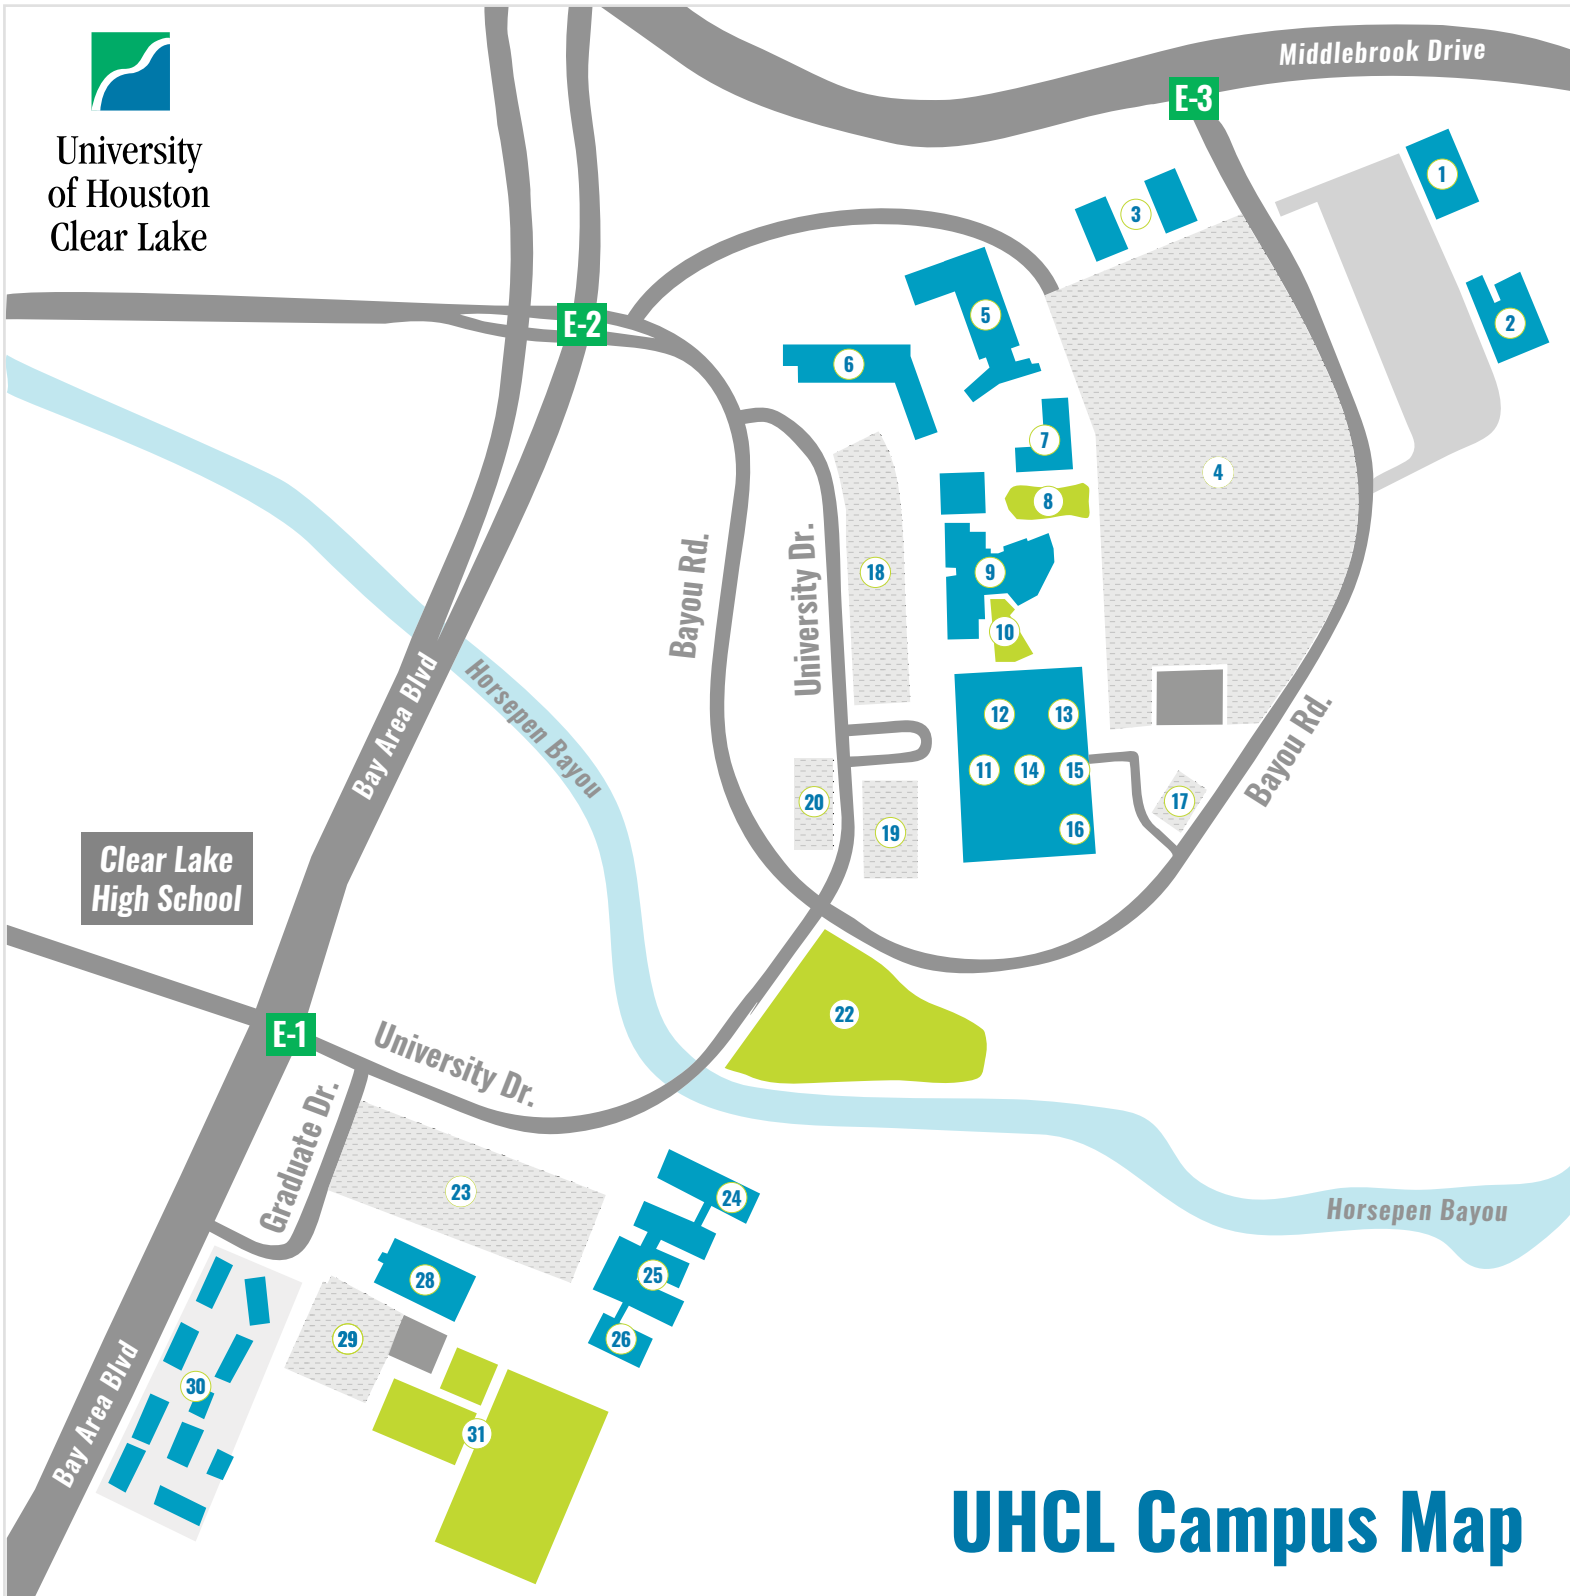 Middlebrook Drive
E-3
University
of Houston
Clear Lake
1
3
2
E-2
5
6
7
4
8
Bayou Rd.
University Dr.
18
9
10
Bay Area Blvd
Horsepen Bayou
12
13
11
14
15
Bayou Rd.
20
19
17
16
Clear Lake
High School
22
E-1
University Dr.
Graduate Dr.
23
24
Horsepen Bayou
28
25
29
26
30
31
Bay Area Blvd
UHCL Campus Map